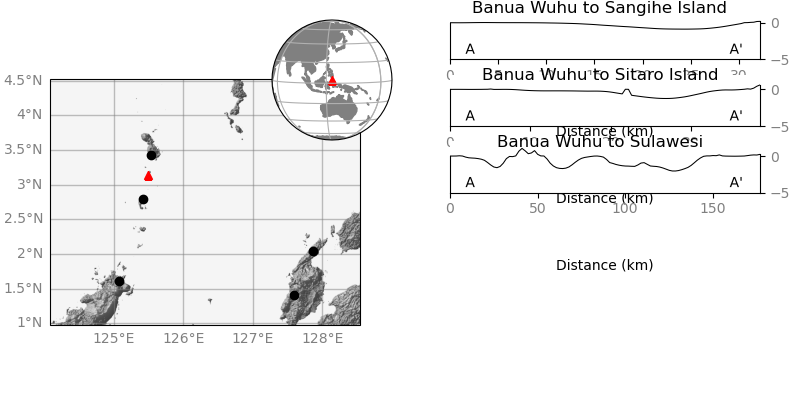 4.5°N
4°N
3.5°N
3°N
2.5°N
2°N
1.5°N
1°N
125°E 126°E 127°E 128°E
Banua Wuhu to Sangihe Island
0
−5
A A'
0
30
Banua Wuhu to Sitaro Island
0
−5
A A'
Distance (km)
Banua Wuhu to Sulawesi
0
−5
A A'
0 50 100 150
Distance (km)
Distance (km)